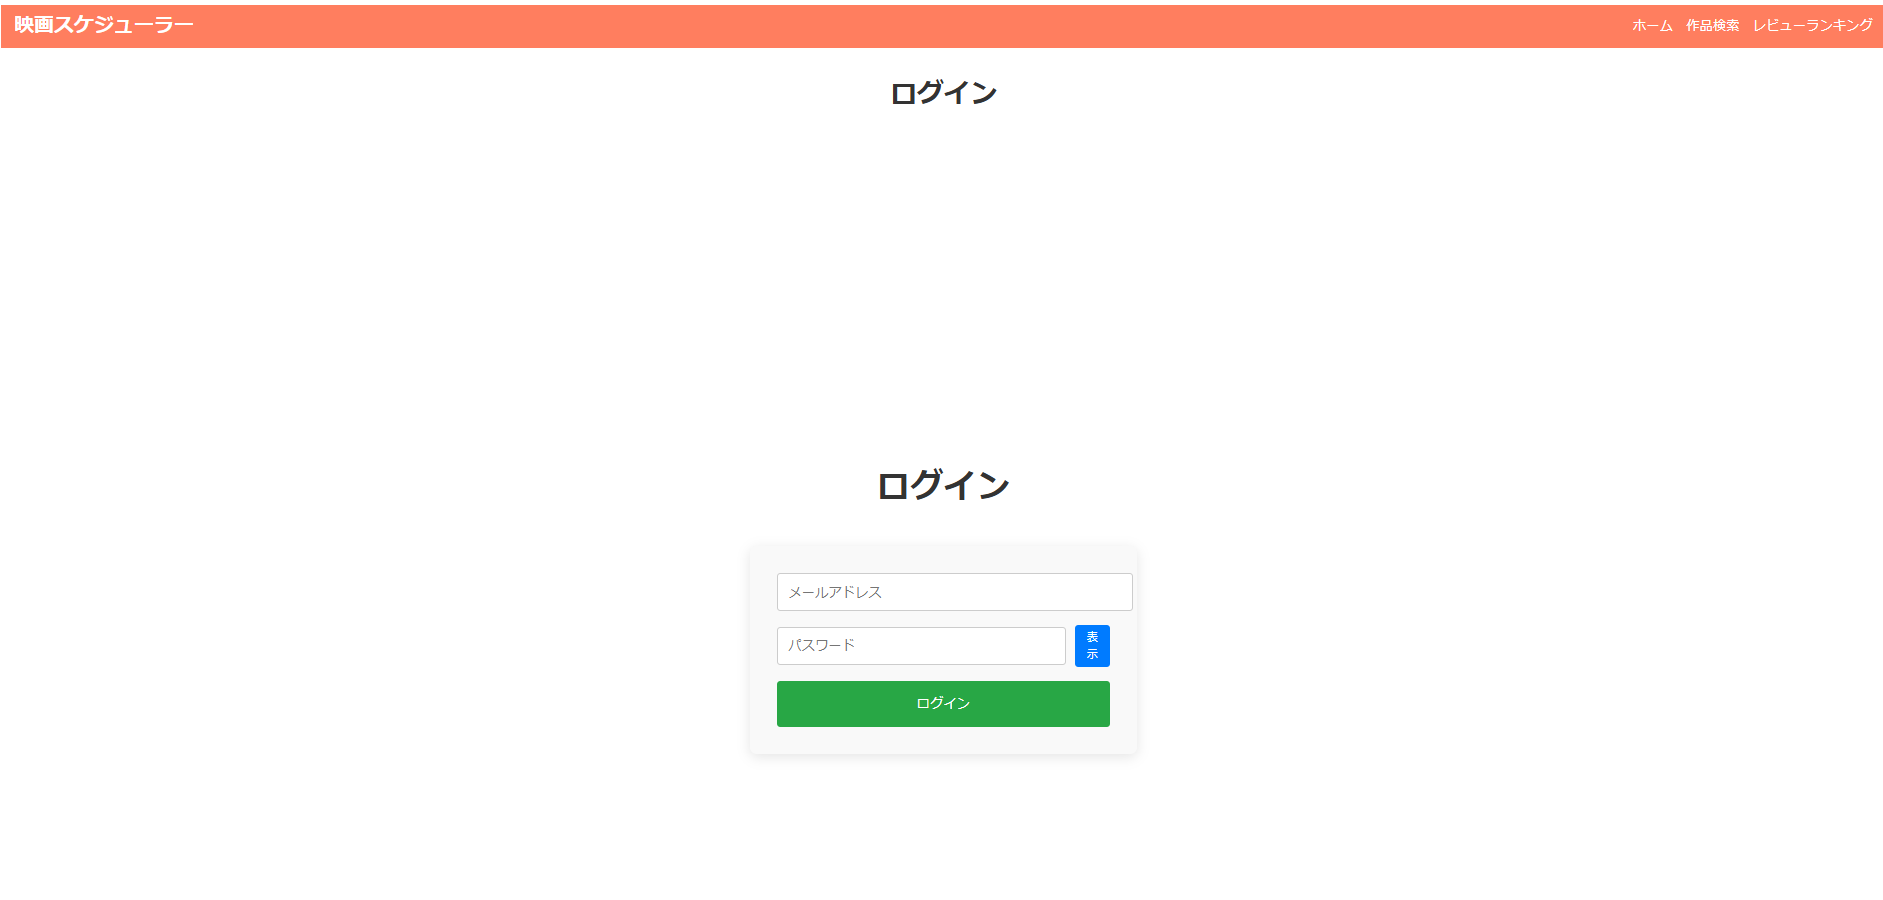 映画スケジューラー
ホーム 作品検索 レビューランキング
ログイン
ログイン
メールアドレス
パスワード
表
示
ログイン